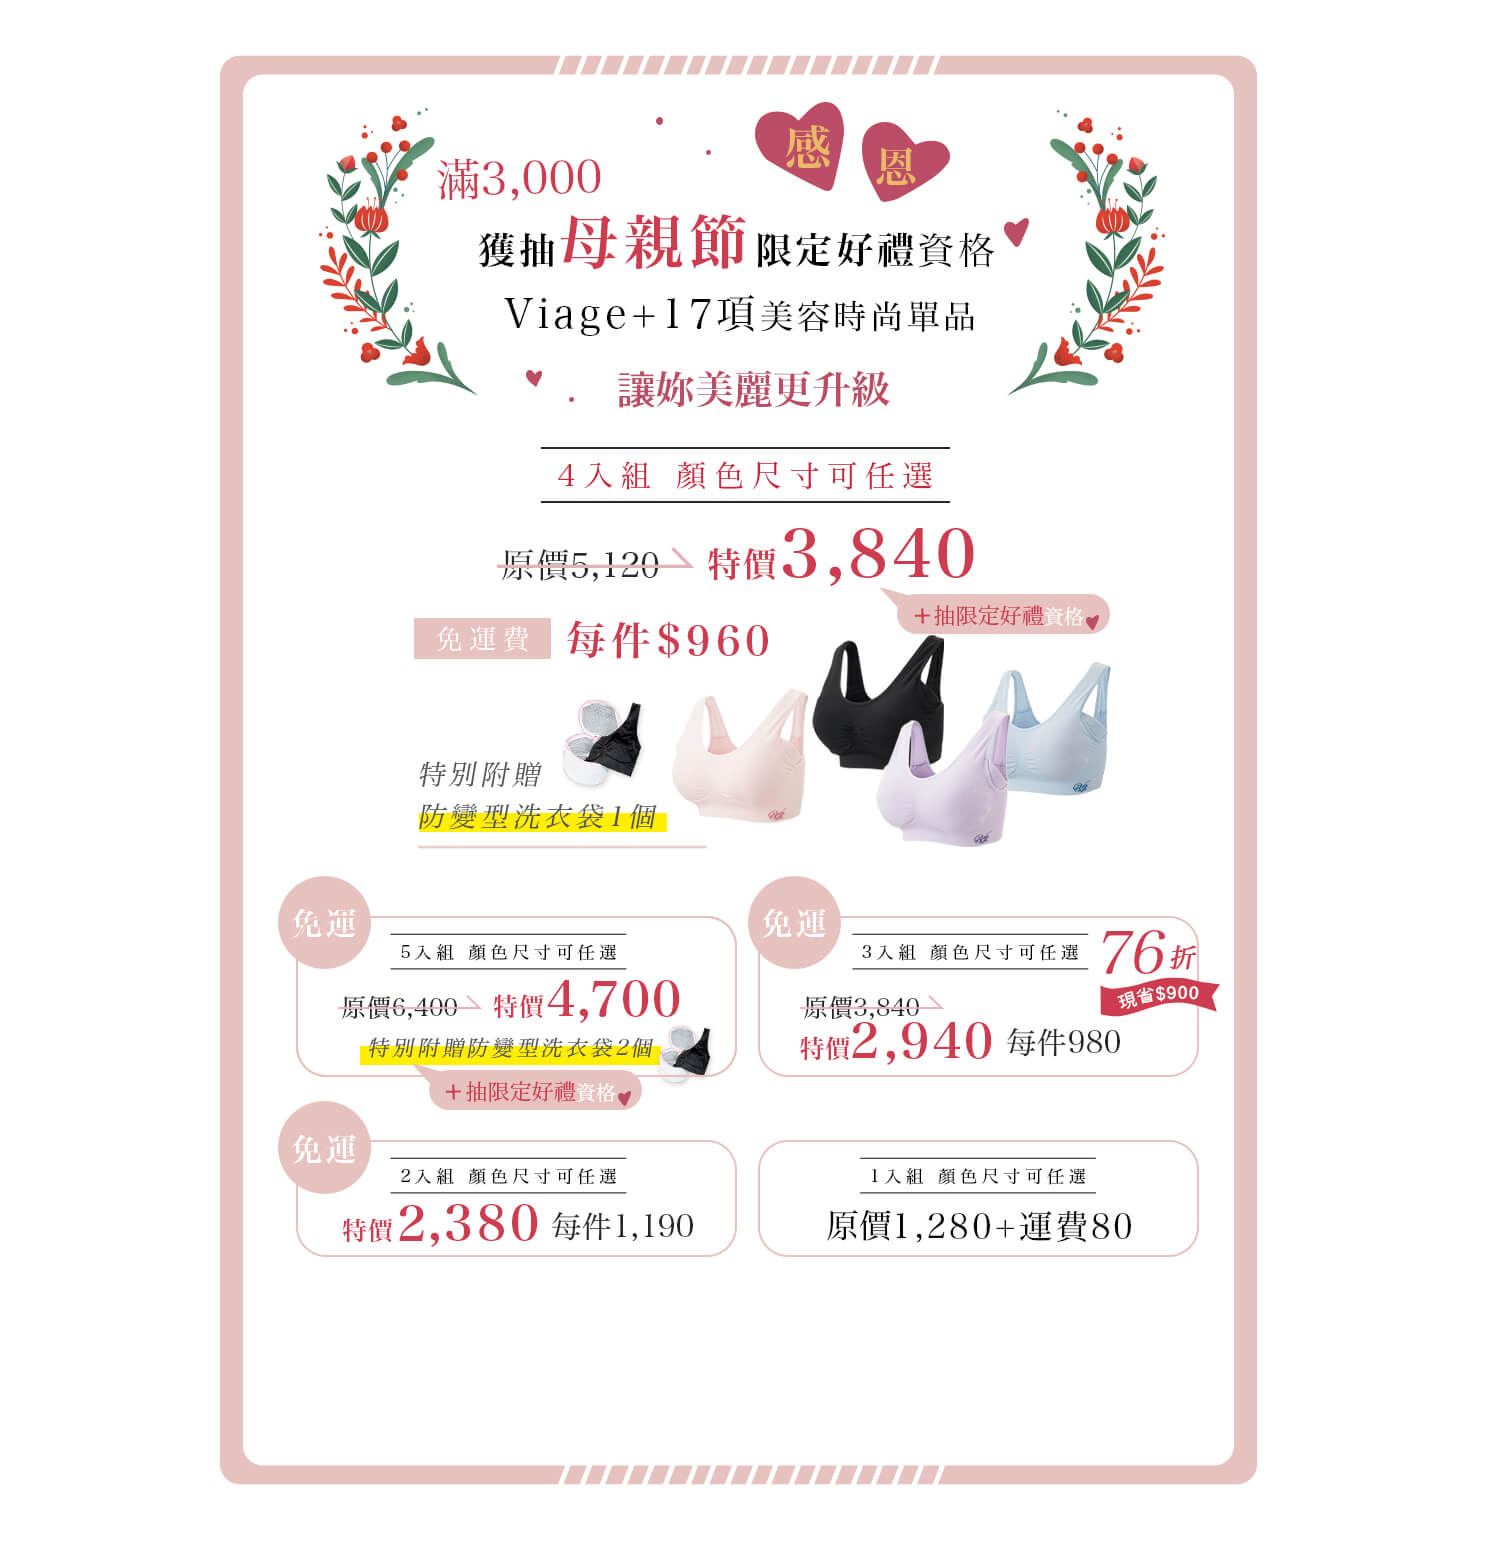 感恩
滿3,000
獲抽母親節限定好禮資格
Viage+17項美容時尚單品
讓妳美麗更升級
4入組 顏色尺寸可任選
原價5,120 特價3,840
+抽限定好禮資格
免運費 每件$960
特別附贈
防變型洗衣袋1個
免運
5入組 顏色尺寸可任選
原價6,400 特價4,700
特別附贈防變型洗衣袋2個
+抽限定好禮資格
免運
3入組 顏色尺寸可任選
76折
現省$900
原價3,840
特價2,940 每件980
免運
2入組 顏色尺寸可任選
特價2,380 每件1,190
1入組 顏色尺寸可任選
原價1,280+運費80